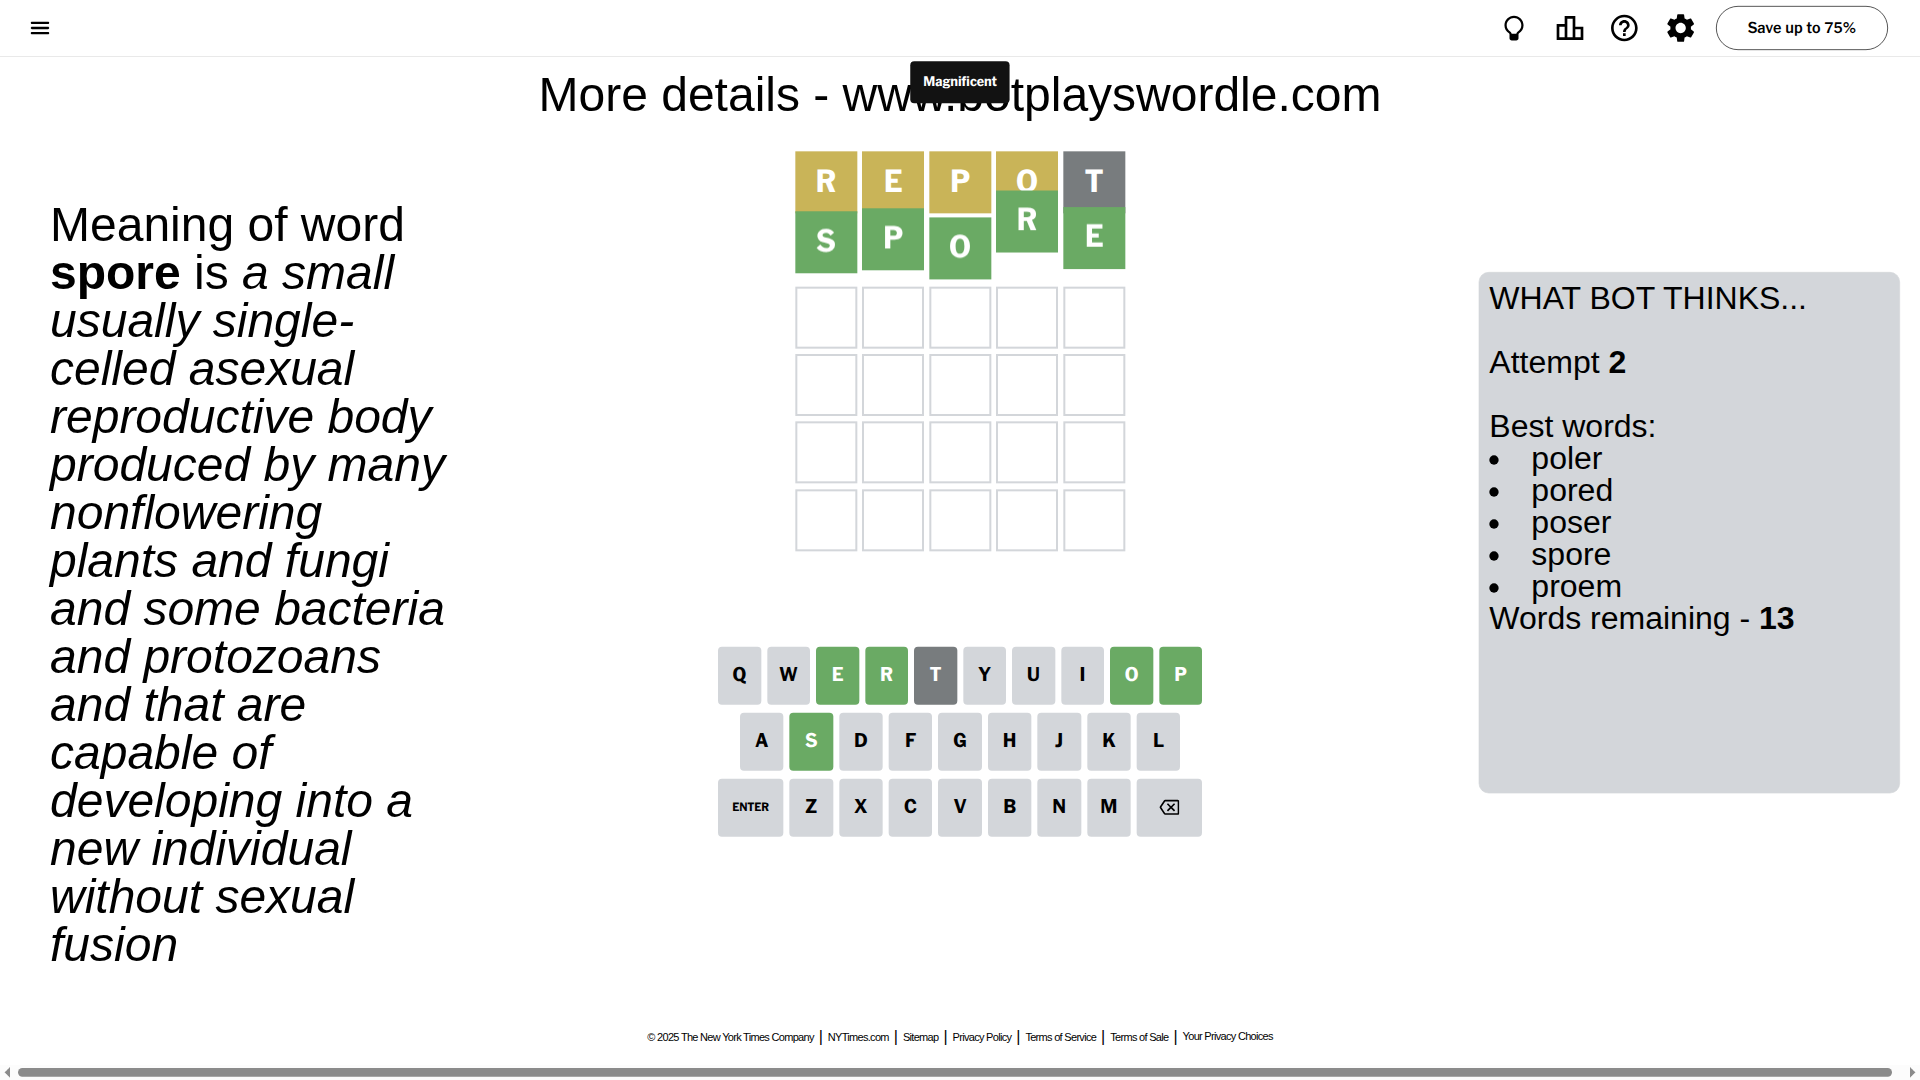 Save up to 75%
Magnificent
More details - www.botplayswordle.com
REPOT
SPORE
Meaning of word
spore is a small
usually single-
celled asexual
reproductive body
produced by many
nonflowering
plants and fungi
and some bacteria
and protozoans
and that are
capable of
developing into a
new individual
without sexual
fusion
WHAT BOT THINKS...
Attempt 2
Best words:
poler
pored
poser
spore
proem
Words remaining - 13
Q W E R T Y U I O P
A S D F G H J K L
ENTER Z X C V B N M
© 2025 The New York Times Company | NYTimes.com | Sitemap | Privacy Policy | Terms of Service | Terms of Sale | Your Privacy Choices